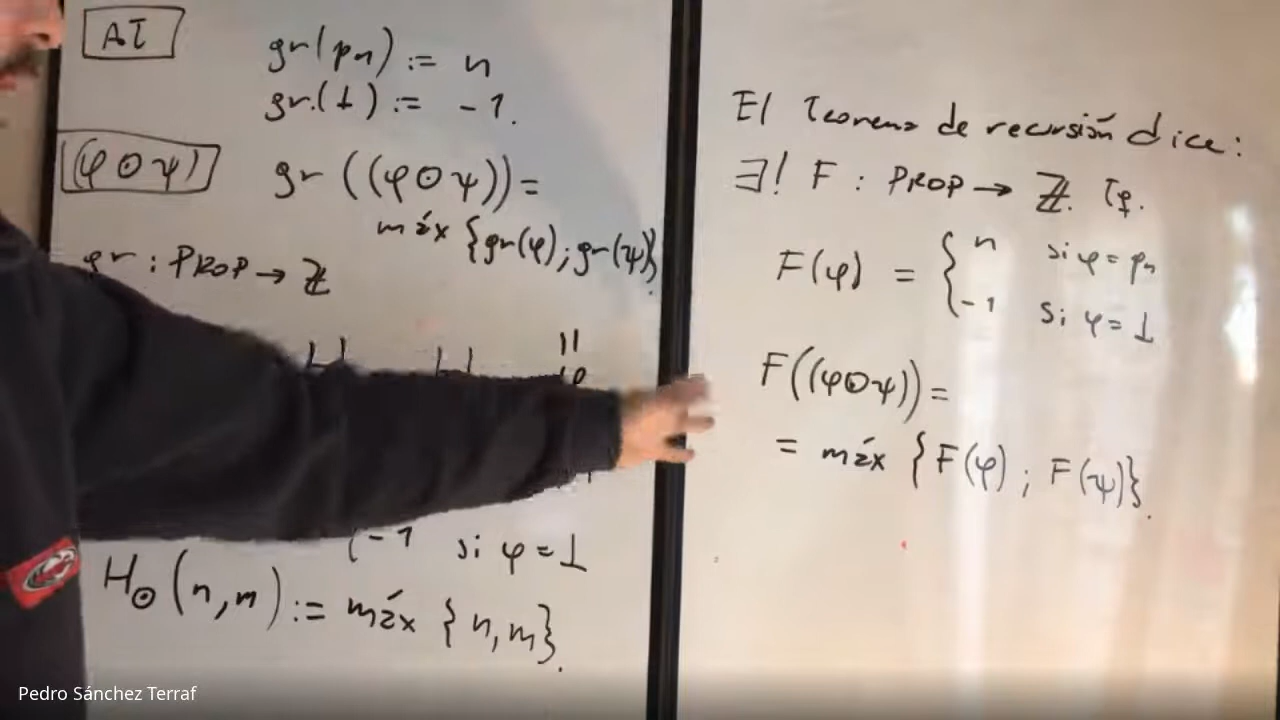 AT
gr(pn) := n
gr.(⊥) := -1.
(φ⊙ψ)
gr((φ⊙ψ)) =
máx {gr(φ); gr(ψ)}.
gr : PROP → ℤ
(-1 si φ=⊥
H⊙(n,m) := máx {n,m}.
El Teorema de recursión dice:
∃! F : PROP → ℤ. Tq.
F(φ) = { n si φ = pn
-1 si φ=⊥
F((φ⊙ψ)) =
= máx {F(φ) ; F(ψ)}.
Pedro Sánchez Terraf